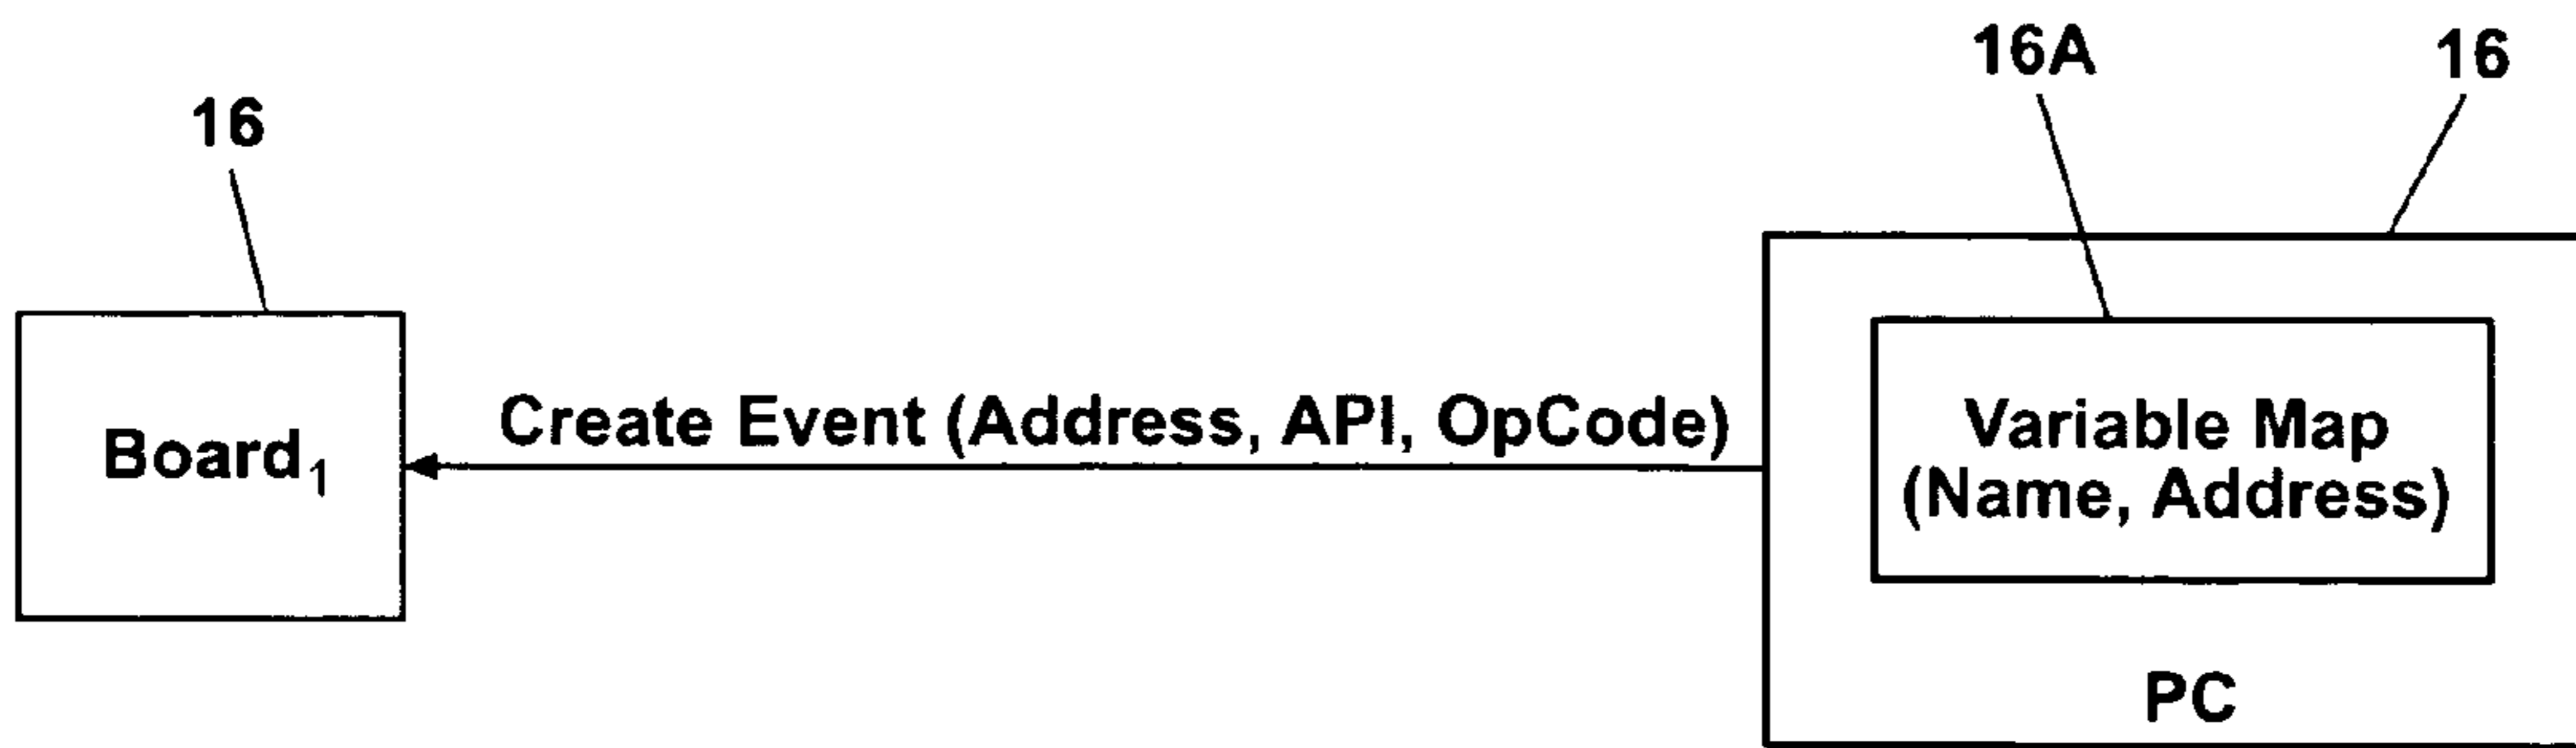 16A
16
16
Create Event (Address, API, OpCode)
Board₁
Variable Map
(Name, Address)
PC